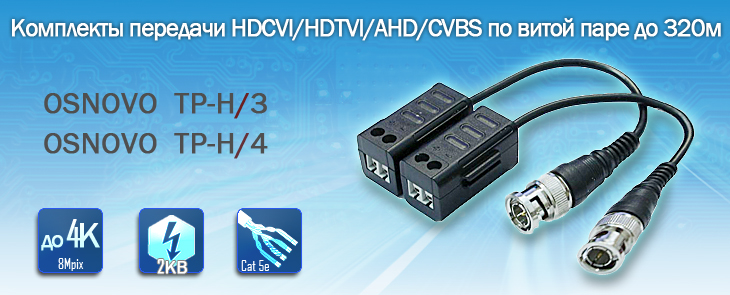 Комплекты передачи HDCVI/HDTVI/AHD/CVBS по витой паре до 320м
OSNOVO TP-H/3
OSNOVO TP-H/4
до 4K
8Mpix
2КВ
Cat 5e